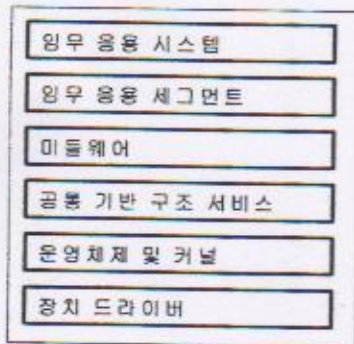 임무 응용 시스템
임무 응용 세그먼트
미들웨어
공통 기반 구조 서비스
운영체제 및 커널
장치 드라이버